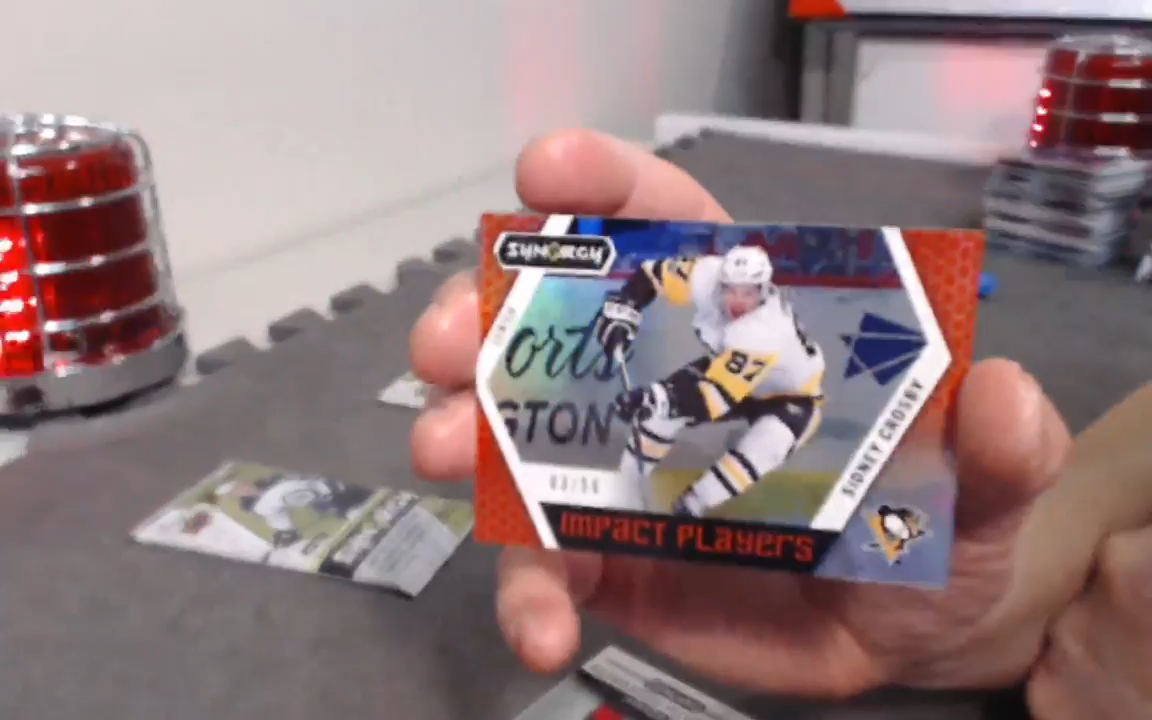 SYNERGY
orts
GTON
87
SIDNEY CROSBY
IMPACT PLAYERS